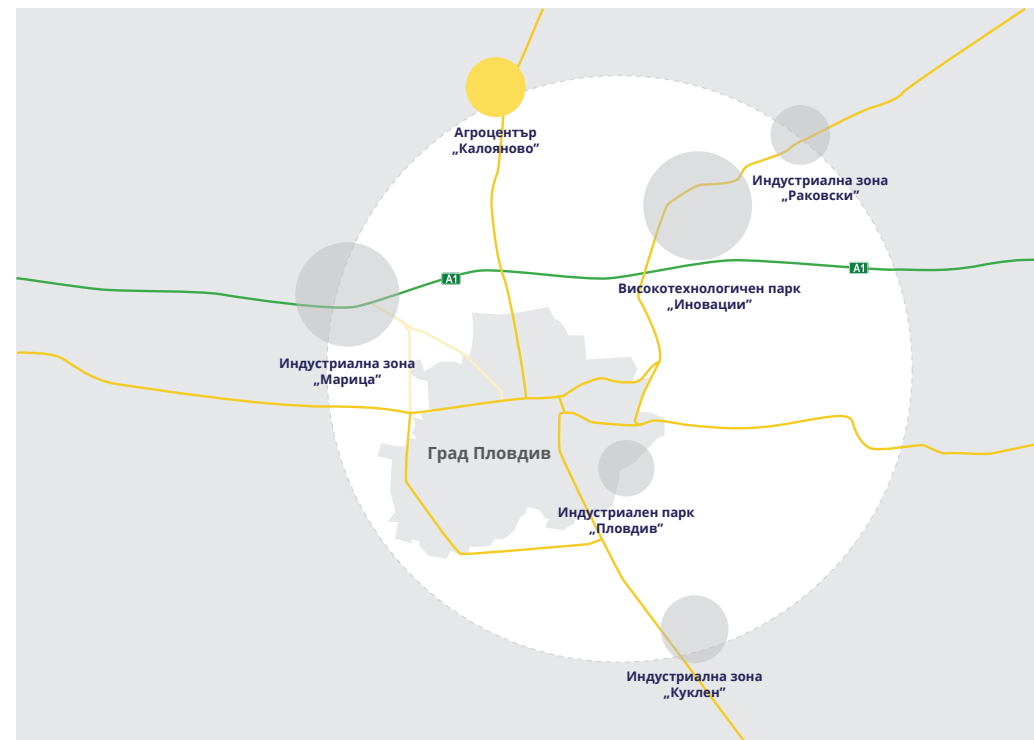 Агроцентър
„Калояново”
Индустриална зона
„Раковски”
A1
A1
Високотехнологичен парк
„Иновации”
Индустриална зона
„Марица”
Град Пловдив
Индустриален парк
„Пловдив”
Индустриална зона
„Куклен”